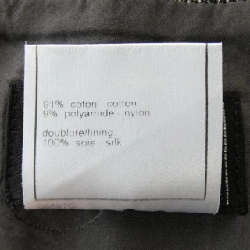 91% coton - cotton
9% polyamide - nylon
doublure/lining
100% soie - silk